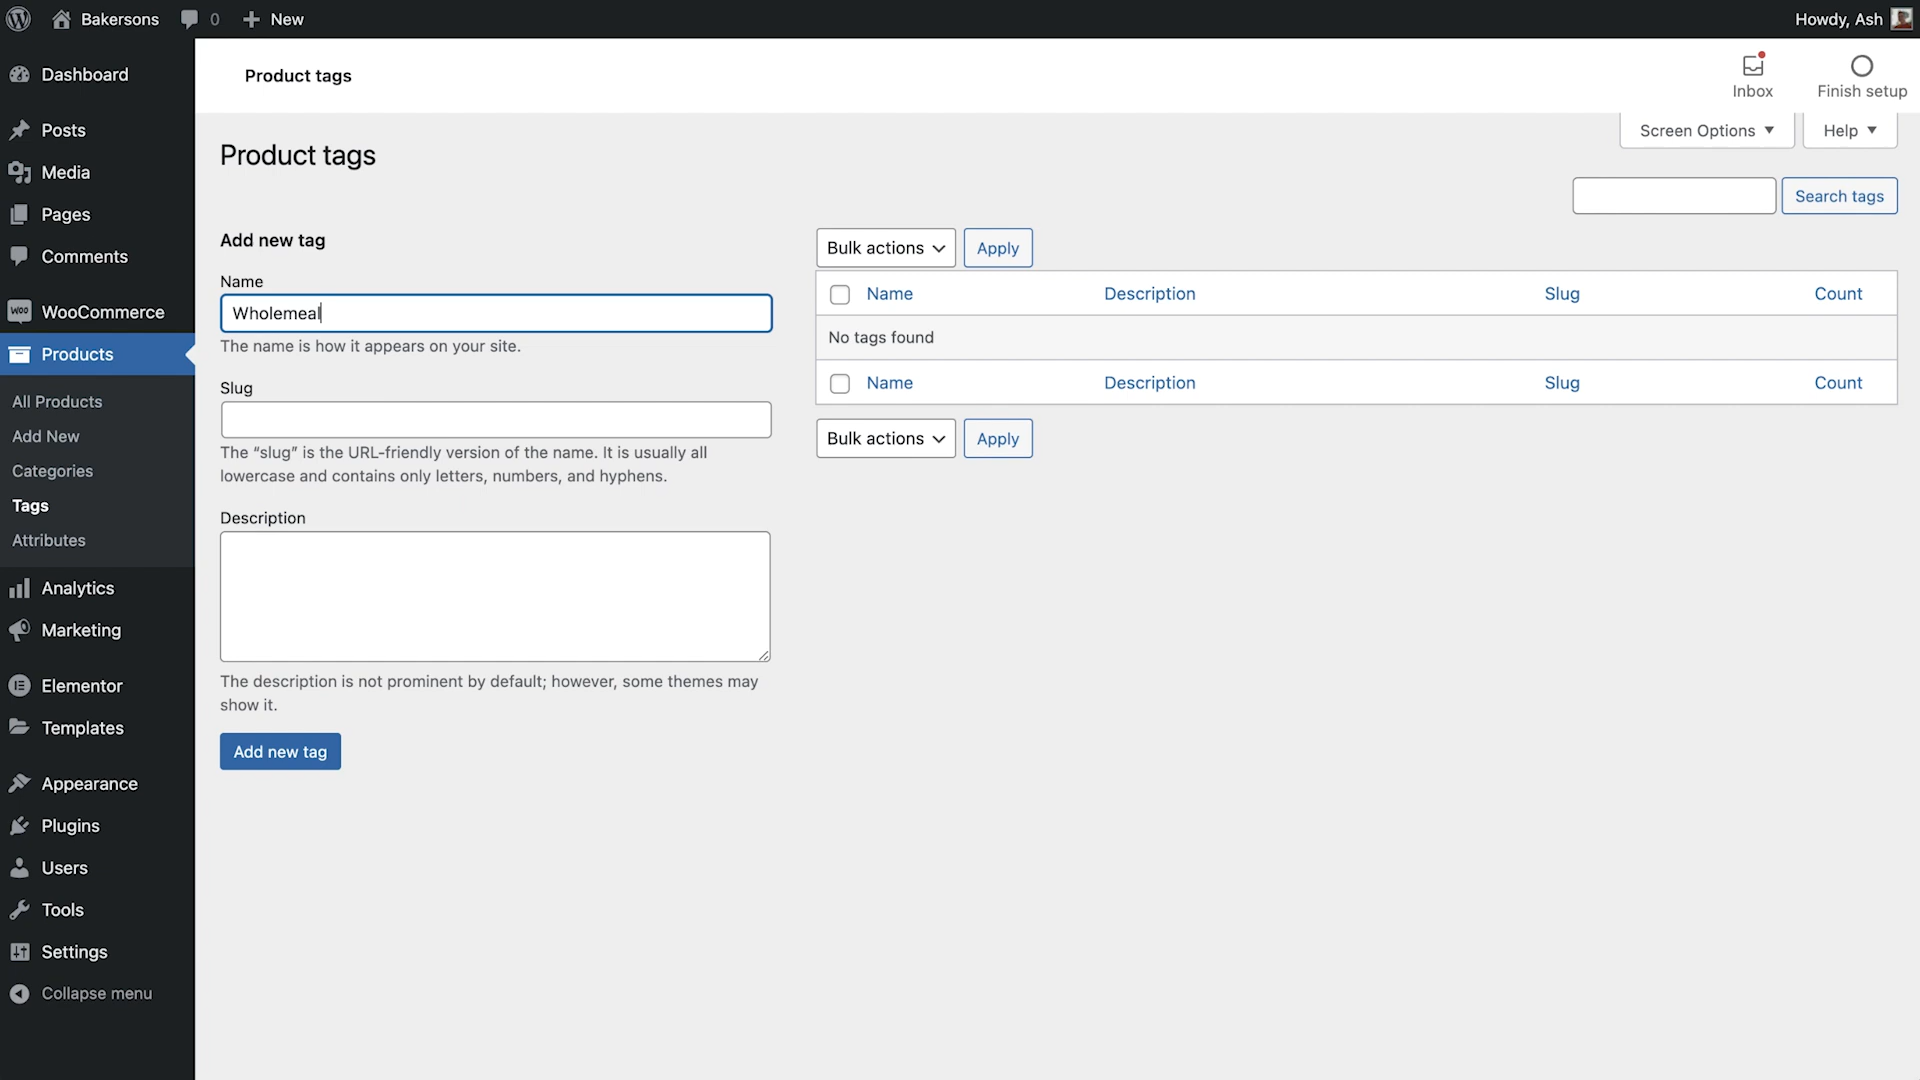 Bakersons
0
New
Howdy, Ash
Dashboard
Posts
Media
Pages
Comments
WOO
WooCommerce
Products
All Products
Add New
Categories
Tags
Attributes
Analytics
Marketing
Elementor
Templates
Appearance
Plugins
Users
Tools
Settings
Collapse menu
Product tags
Inbox
Finish setup
Screen Options
Help
Product tags
Search tags
Add new tag
Name
Wholemeal
The name is how it appears on your site.
Slug
The “slug” is the URL-friendly version of the name. It is usually all
lowercase and contains only letters, numbers, and hyphens.
Description
The description is not prominent by default; however, some themes may
show it.
Add new tag
Bulk actions
Apply
Name Description Slug Count
No tags found
Name Description Slug Count
Bulk actions
Apply